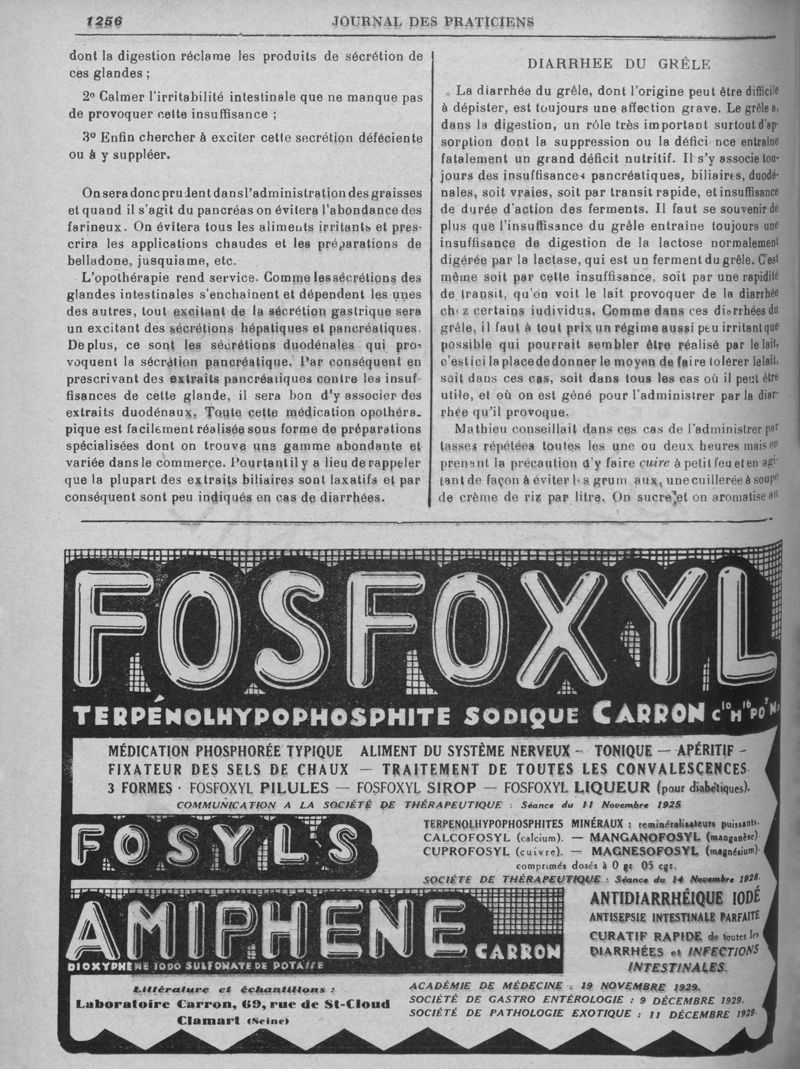 1256
JOURNAL DES PRATICIENS
dont la digestion réclame les produits de sécrétion de
ces glandes ;
2º Calmer l'irritabilité intestinale que ne manque pas
de provoquer cette insuffisance ;
3º Enfin chercher à exciter cette secrétion déféciente
ou à y suppléer.
On sera donc prudent dans l'administration des graisses
et quand il s'agit du pancréas on évitera l'abondance des
farineux. On évitera tous les aliments irritants et pres-
crira les applications chaudes et les préparations de
belladone, jusquiame, etc.
L'opothérapie rend service. Comme les sécrétions des
glandes intestinales s'enchaînent et dépendent les unes
des autres, tout excitant de la sécrétion gastrique sera
un excitant des sécrétions hépatiques et pancréatiques.
De plus, ce sont les sécrétions duodénales qui pro-
voquent la sécrétion pancréatique. Par conséquent en
prescrivant des extraits pancréatiques contre les insuf-
fisances de cette glande, il sera bon d'y associer des
extraits duodénaux. Toute cette médication opothéra-
pique est facilement réalisée sous forme de préparations
spécialisées dont on trouve una gamme abondante et
variée dans le commerce. Pourtant il y a lieu de rappeler
que la plupart des extraits biliaires sont laxatifs et par
conséquent sont peu indiqués en cas de diarrhées.
DIARRHEE DU GRÊLE
La diarrhée du grêle, dont l'origine peut être difficile
à dépister, est toujours une affection grave. Le grêle a,
dans la digestion, un rôle très important surtout d'ap-
sorption dont la suppression ou la défici nce entraîne
fatalement un grand déficit nutritif. Il s'y associe tou-
jours des insuffisances pancréatiques, biliaires, duodé-
nales, soit vraies, soit par transit rapide, et insuffisance
de durée d'action des ferments. Il faut se souvenir de
plus que l'insuffisance du grêle entraine toujours une
insuffisance de digestion de la lactose normalement
digérée par la lactase, qui est un ferment du grêle. C'est
même soit par cette insuffisance, soit par une rapidité
de transit, qu'on voit le lait provoquer de la diarrhée
chez certains iudividus. Comme dans ces diarrhées du
grêle, il faut à tout prix un régime aussi peu irritant que
possible qui pourrait sembler être réalisé par le lait,
c'est ici la place de donner le moyen de faire tolérer le lait,
soit dans ces cas, soit dans tous les cas où il peut être
utile, et où on est géné pour l'administrer par la diar-
rhée qu'il provoque.
Mathieu conseillait dans ces cas de l'administrer par
tasses répétées toutes les une ou deux heures mais en
prenant la précaution d'y faire cuire à petit feu et en agi-
tant de façon à éviter les grum aux, une cuillerée à soupe
de crème de riz par litre. On sucre et on aromatise au
FOSFOXYL
TERPÉNOLHYPOPHOSPHITE SODIQUE CARRON C10H16PO3Na
MÉDICATION PHOSPHORÉE TYPIQUE ALIMENT DU SYSTÈME NERVEUX - TONIQUE — APÉRITIF -
FIXATEUR DES SELS DE CHAUX — TRAITEMENT DE TOUTES LES CONVALESCENCES
3 FORMES · FOSFOXYL PILULES — FOSFOXYL SIROP — FOSFOXYL LIQUEUR (pour diabétiques).
COMMUNICATION A LA SOCIÉTÉ DE THÉRAPEUTIQUE : Séance du 11 Novembre 1925
FOSYLS
TERPENOLHYPOPHOSPHITES MINÉRAUX : reminéralisateurs puissants.
CALCOFOSYL (calcium). — MANGANOFOSYL (manganèse)
CUPROFOSYL (cuivre). — MAGNESOFOSYL (magnésium)
comprimés dosés à 0 gr. 05 cgr.
SOCIÉTÉ DE THÉRAPEUTIQUE : Séance du 14 Novembre 1928.
AMIPHENE CARRON
DIOXYPHENE IODO SULFONATE DE POTASSE
ANTIDIARRHÉIQUE IODÉ
ANTISEPSIE INTESTINALE PARFAITE
CURATIF RAPIDE de toutes les
DIARRHÉES et INFECTIONS
INTESTINALES.
Littérature et échantillons :
Laboratoire Carron, 69, rue de St-Cloud
Clamart (Seine)
ACADÉMIE DE MÉDECINE : 19 NOVEMBRE 1929.
SOCIÉTÉ DE GASTRO ENTÉROLOGIE : 9 DÉCEMBRE 1929.
SOCIÉTÉ DE PATHOLOGIE EXOTIQUE : 11 DÉCEMBRE 1929.